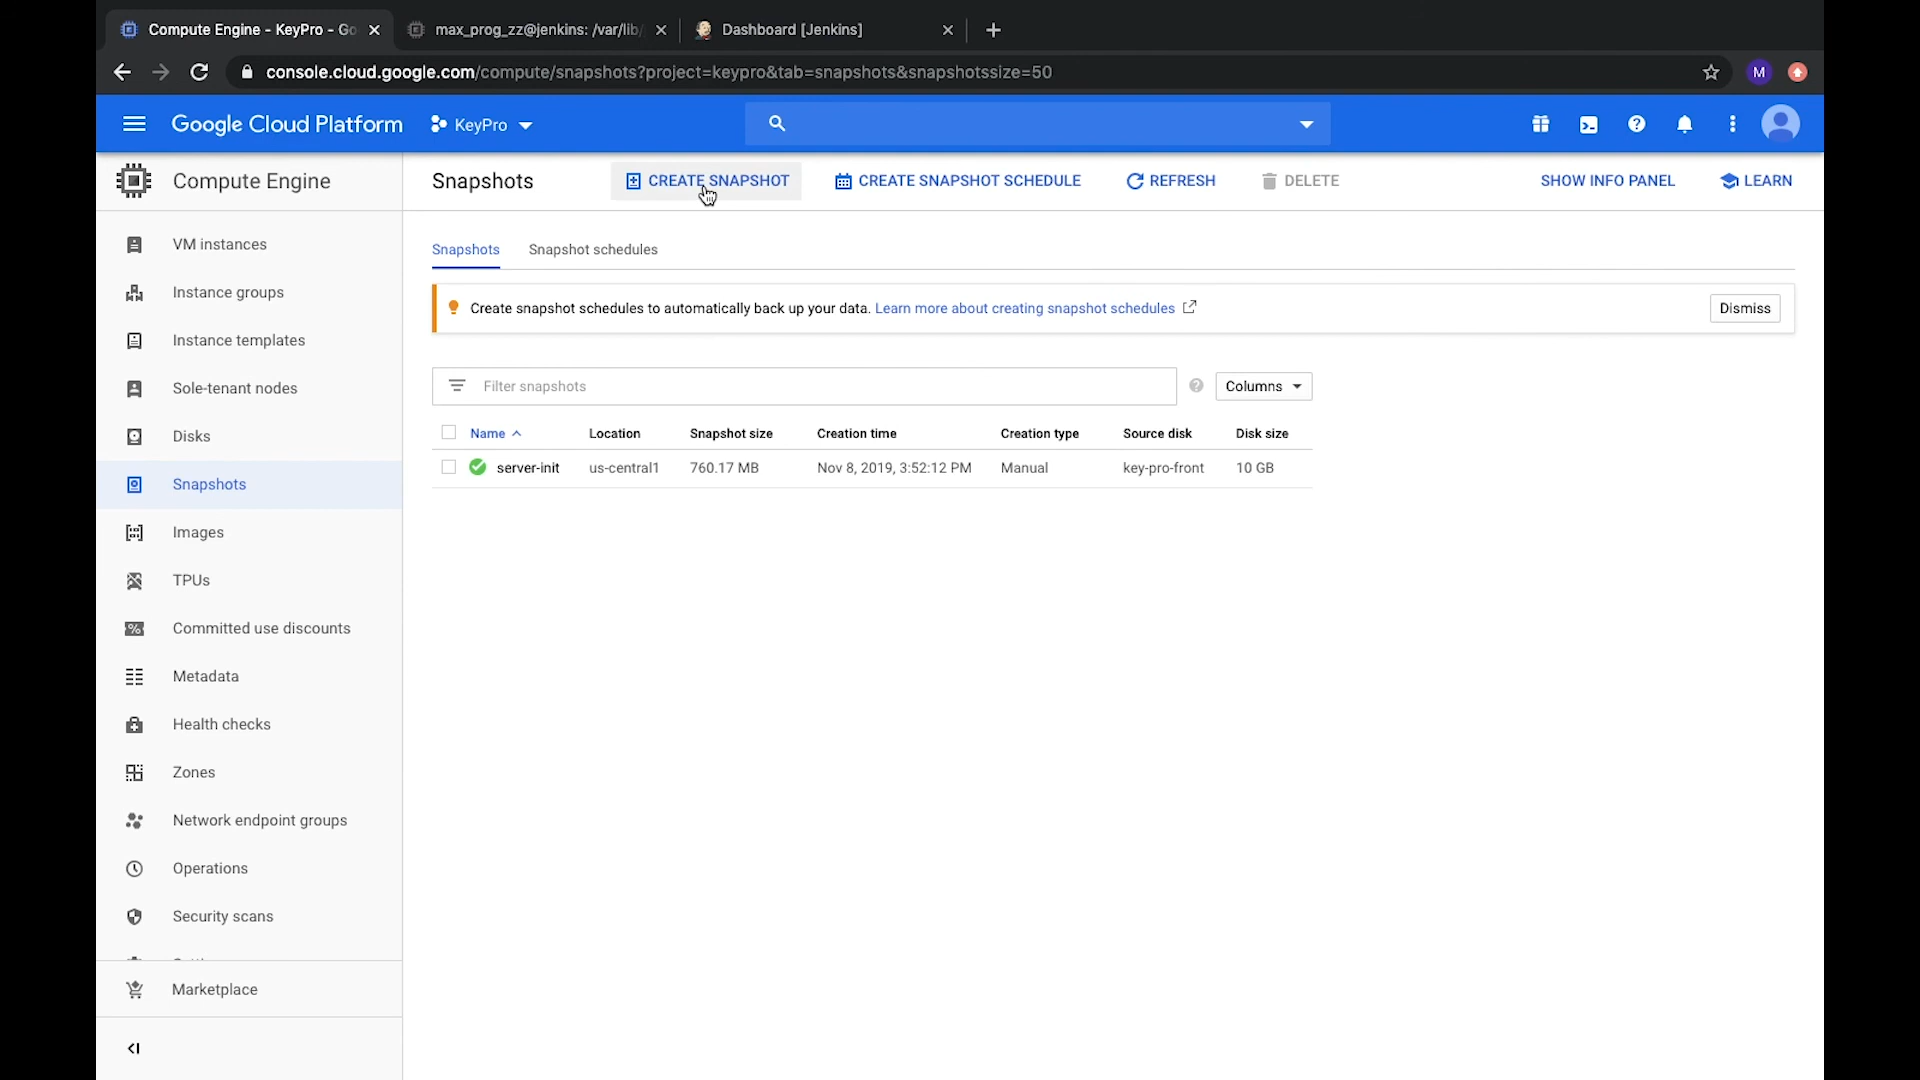 Compute Engine - KeyPro - Go
max_prog_zz@jenkins: /var/lib/
Dashboard [Jenkins]
console.cloud.google.com/compute/snapshots?project=keypro&tab=snapshots&snapshotssize=50
M
Google Cloud Platform
KeyPro
Compute Engine
Snapshots
CREATE SNAPSHOT
CREATE SNAPSHOT SCHEDULE
REFRESH
DELETE
SHOW INFO PANEL
LEARN
VM instances
Instance groups
Instance templates
Sole-tenant nodes
Disks
Snapshots
Images
TPUs
Committed use discounts
Metadata
Health checks
Zones
Network endpoint groups
Operations
Security scans
Marketplace
Snapshots Snapshot schedules
Create snapshot schedules to automatically back up your data. Learn more about creating snapshot schedules
Dismiss
Filter snapshots
Columns
Name Location Snapshot size Creation time Creation type Source disk Disk size
server-init us-central1 760.17 MB Nov 8, 2019, 3:52:12 PM Manual key-pro-front 10 GB